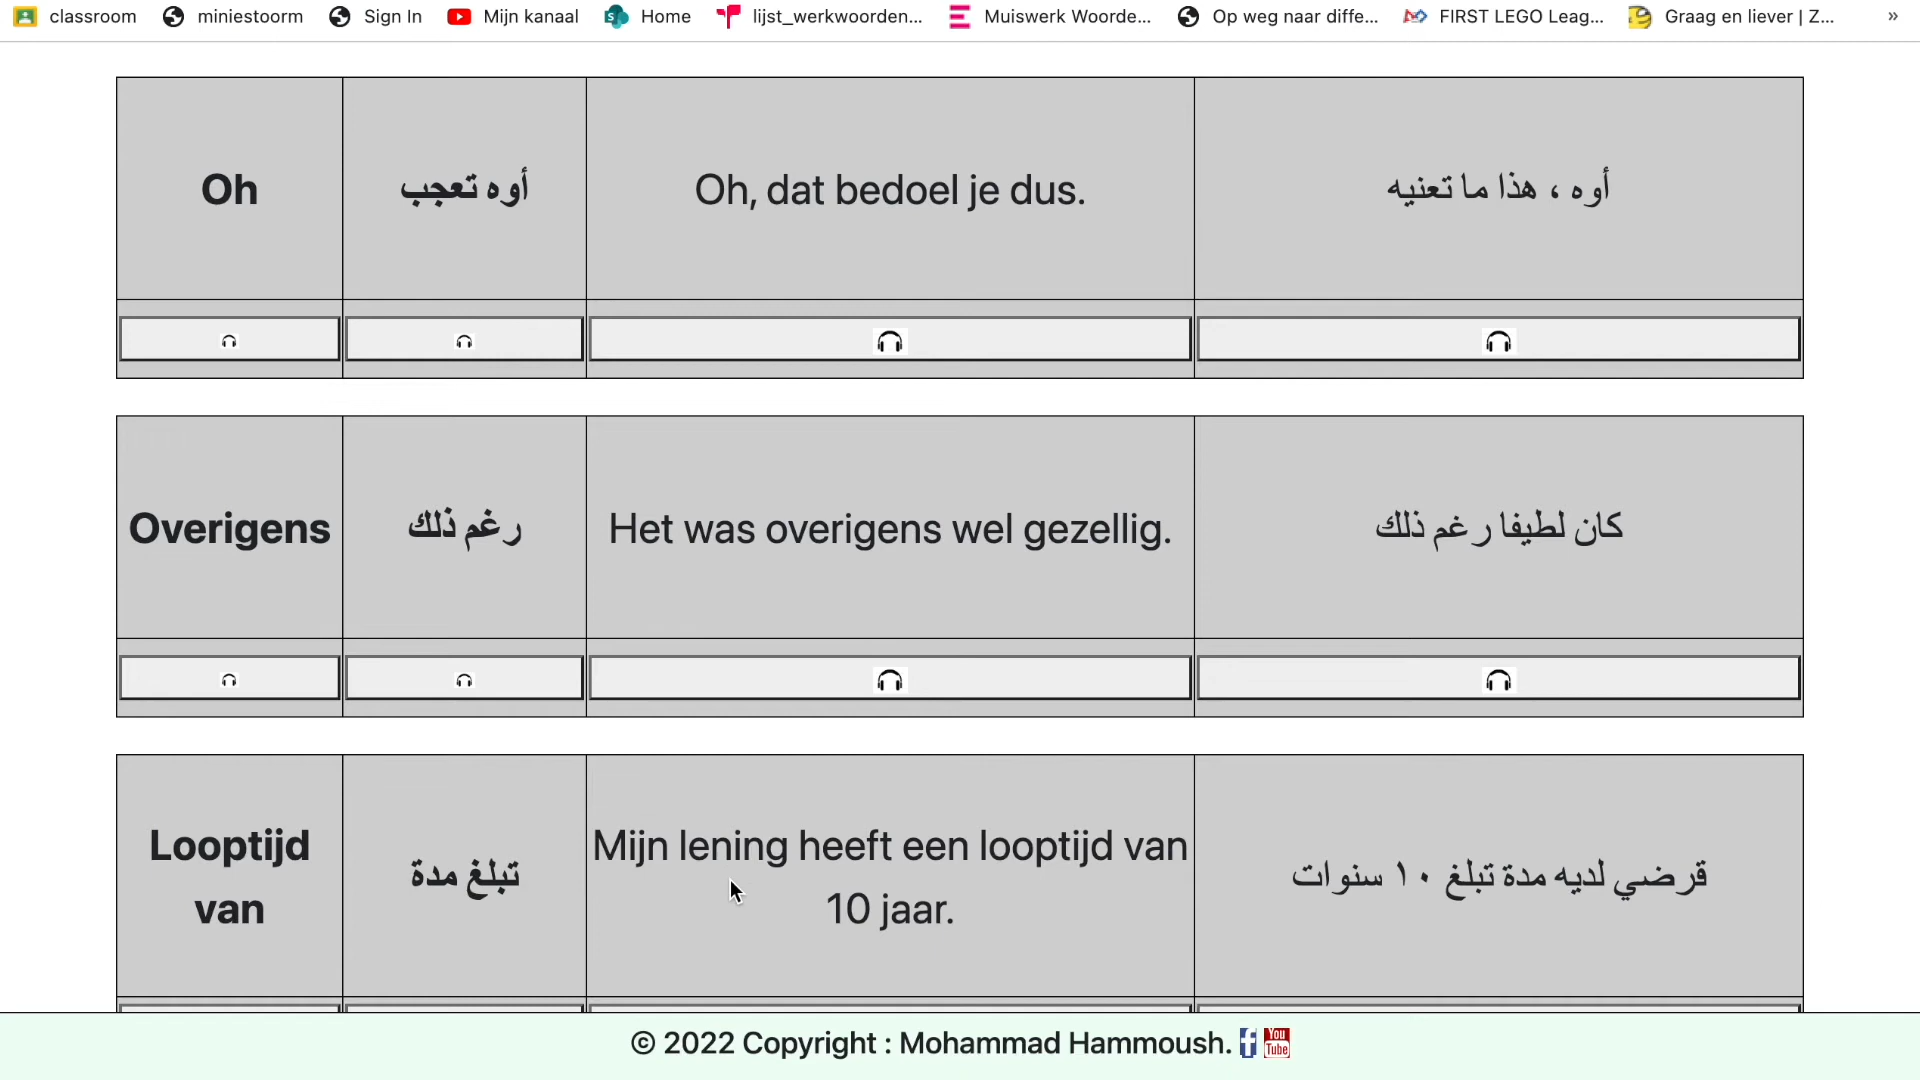 classroom miniestoorm Sign In Mijn kanaal Home lijst_werkwoorden... Muiswerk Woorde... Op weg naar diffe... FIRST LEGO Leag... Graag en liever | Z... »
Oh
أوه تعجب
Oh, dat bedoel je dus.
أوه ، هذا ما تعنيه
Overigens
رغم ذلك
Het was overigens wel gezellig.
كان لطيفا رغم ذلك
Looptijd
van
تبلغ مدة
Mijn lening heeft een looptijd van
10 jaar.
قرضي لديه مدة تبلغ ١٠ سنوات
© 2022 Copyright : Mohammad Hammoush. f You Tube